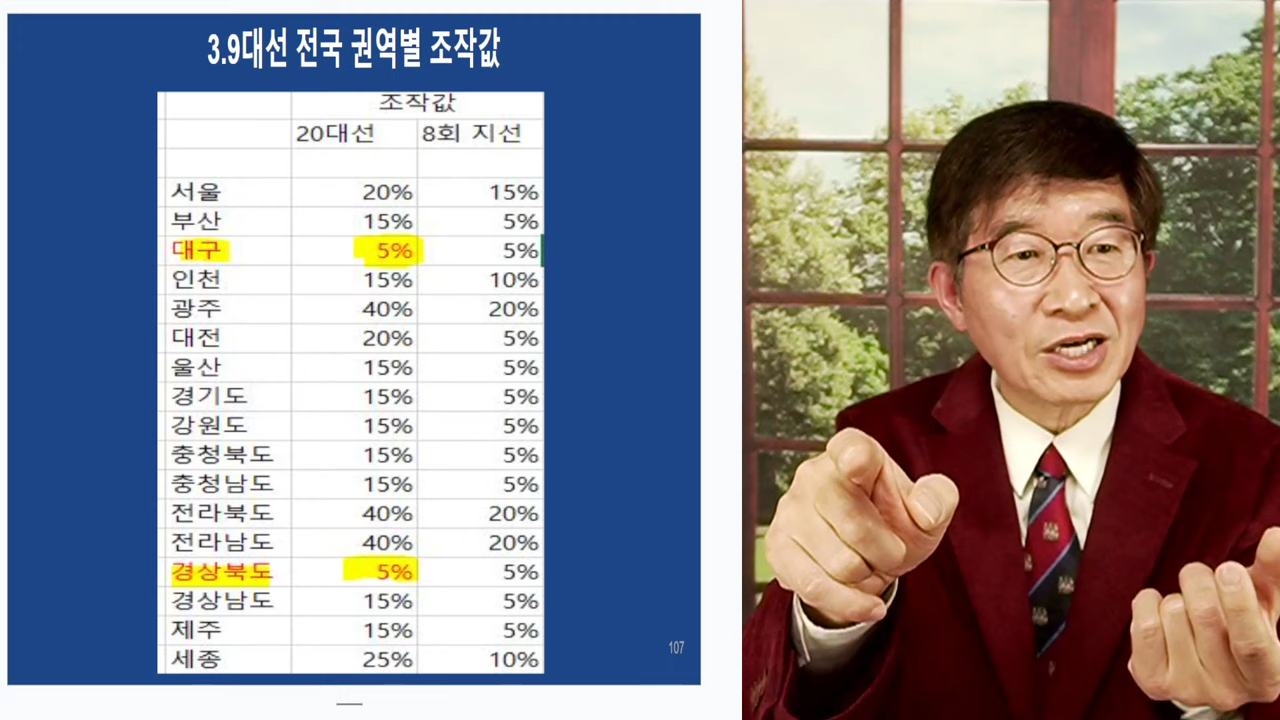 3.9대선 전국 권역별 조작값
조작값
20대선 8회 지선
서울 20% 15%
부산 15% 5%
대구 5% 5%
인천 15% 10%
광주 40% 20%
대전 20% 5%
울산 15% 5%
경기도 15% 5%
강원도 15% 5%
충청북도 15% 5%
충청남도 15% 5%
전라북도 40% 20%
전라남도 40% 20%
경상북도 5% 5%
경상남도 15% 5%
제주 15% 5%
세종 25% 10%
107